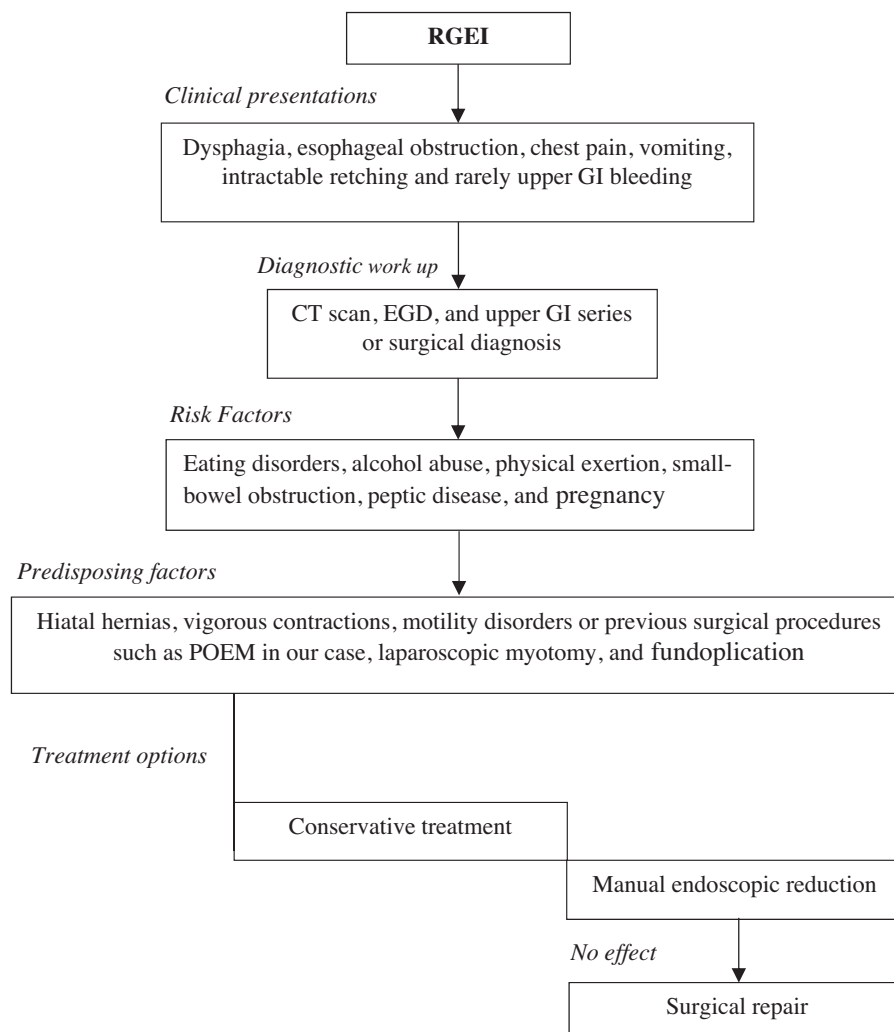 RGEI
Clinical presentations
Dysphagia, esophageal obstruction, chest pain, vomiting,
intractable retching and rarely upper GI bleeding
Diagnostic work up
CT scan, EGD, and upper GI series
or surgical diagnosis
Risk Factors
Eating disorders, alcohol abuse, physical exertion, small-
bowel obstruction, peptic disease, and pregnancy
Predisposing factors
Hiatal hernias, vigorous contractions, motility disorders or previous surgical procedures
such as POEM in our case, laparoscopic myotomy, and fundoplication
Treatment options
Conservative treatment
Manual endoscopic reduction
No effect
Surgical repair